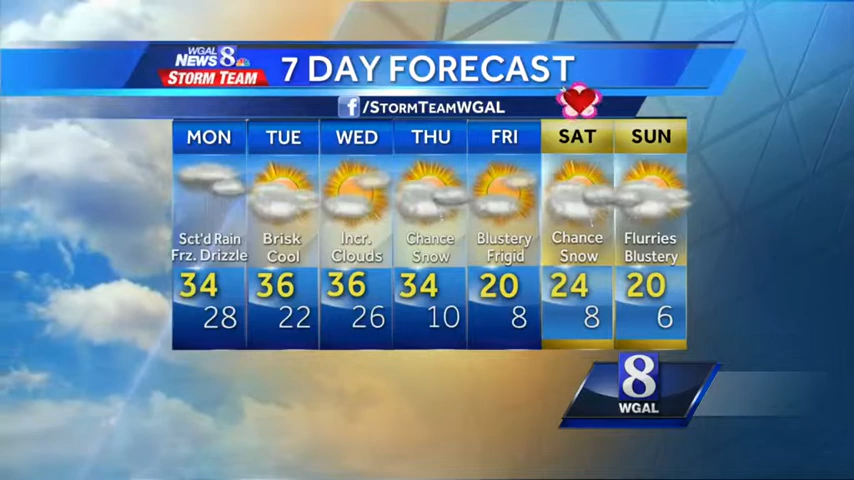 WGAL
NEWS 8
STORM TEAM
7 DAY FORECAST
f/STORMTEAMWGAL
MON TUE WED THU FRI SAT SUN
Sct'd Rain Brisk Incr. Chance Blustery Chance Flurries
Frz. Drizzle Cool Clouds Snow Frigid Snow Blustery
34 36 36 34 20 24 20
28 22 26 10 8 8 6
8
WGAL